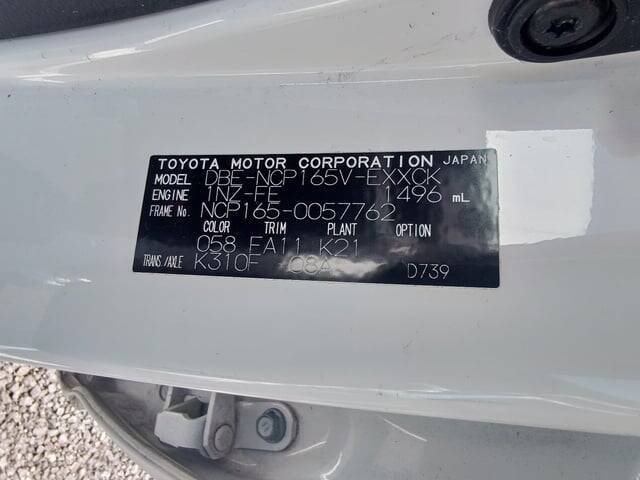 TOYOTA MOTOR CORPORATION JAPAN
MODEL DBE-NCP165V-EXXCK
ENGINE 1NZ-FE 1496 mL
FRAME No. NCP165-0057762
COLOR TRIM PLANT OPTION
058 FA11 K21
TRANS/AXLE K310F -08A D739